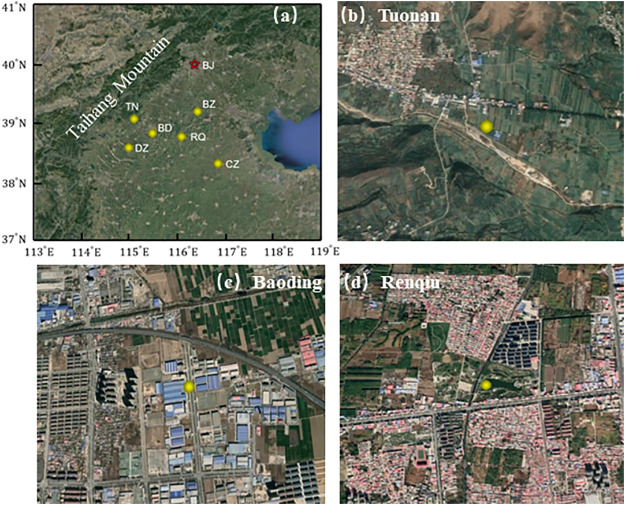 41°N
(a)
40°N
BJ
Taihang Mountain
BZ
TN
39°N
BD
RQ
DZ
CZ
38°N
37°N
113°E 114°E 115°E 116°E 117°E 118°E 119°E
(b) Tuonan
(c) Baoding
(d) Renqiu